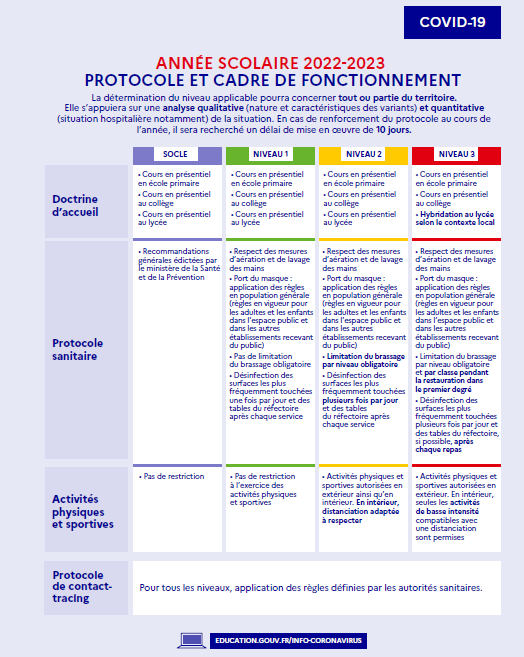 COVID-19
ANNÉE SCOLAIRE 2022-2023
PROTOCOLE ET CADRE DE FONCTIONNEMENT
La détermination du niveau applicable pourra concerner tout ou partie du territoire.
Elle s'appuiera sur une analyse qualitative (nature et caractéristiques des variants) et quantitative
(situation hospitalière notamment) de la situation. En cas de renforcement du protocole au cours de
l'année, il sera recherché un délai de mise en œuvre de 10 jours.
SOCLE
NIVEAU 1
NIVEAU 2
NIVEAU 3
Doctrine
d'accueil
• Cours en présentiel
en école primaire
• Cours en présentiel
au collège
• Cours en présentiel
au lycée
• Cours en présentiel
en école primaire
• Cours en présentiel
au collège
• Cours en présentiel
au lycée
• Cours en présentiel
en école primaire
• Cours en présentiel
au collège
• Cours en présentiel
au lycée
• Cours en présentiel
en école primaire
• Cours en présentiel
au collège
• Hybridation au lycée
selon le contexte local
Protocole
sanitaire
• Recommandations
générales édictées par
le ministère de la Santé
et de la Prévention
• Respect des mesures
d'aération et de lavage
des mains
• Port du masque :
application des règles
en population générale
(règles en vigueur pour
les adultes et les enfants
dans l'espace public et
dans les autres
établissements recevant
du public)
• Pas de limitation
du brassage obligatoire
• Désinfection des
surfaces les plus
fréquemment touchées
une fois par jour et des
tables du réfectoire
après chaque service
• Respect des mesures
d'aération et de lavage
des mains
• Port du masque :
application des règles
en population générale
(règles en vigueur pour
les adultes et les enfants
dans l'espace public et
dans les autres
établissements recevant
du public)
• Limitation du brassage
par niveau obligatoire
• Désinfection des
surfaces les plus
fréquemment touchées
plusieurs fois par jour
et des tables
du réfectoire après
chaque service
• Respect des mesures
d'aération et de lavage
des mains
• Port du masque :
application des règles
en population générale
(règles en vigueur pour
les adultes et les enfants
dans l'espace public et
dans les autres
établissements recevant
du public)
• Limitation du brassage
par niveau obligatoire
et par classe pendant
la restauration dans
le premier degré
• Désinfection des
surfaces les plus
fréquemment touchées
plusieurs fois par jour et
des tables du réfectoire,
si possible, après
chaque repas
Activités
physiques
et sportives
• Pas de restriction
• Pas de restriction
à l'exercice des
activités physiques
et sportives
• Activités physiques et
sportives autorisées en
extérieur ainsi qu'en
intérieur. En intérieur,
distanciation adaptée
à respecter
• Activités physiques et
sportives autorisées en
extérieur. En intérieur,
seules les activités
de basse intensité
compatibles avec
une distanciation
sont permises
Protocole
de contact-
tracing
Pour tous les niveaux, application des règles définies par les autorités sanitaires.
EDUCATION.GOUV.FR/INFO-CORONAVIRUS